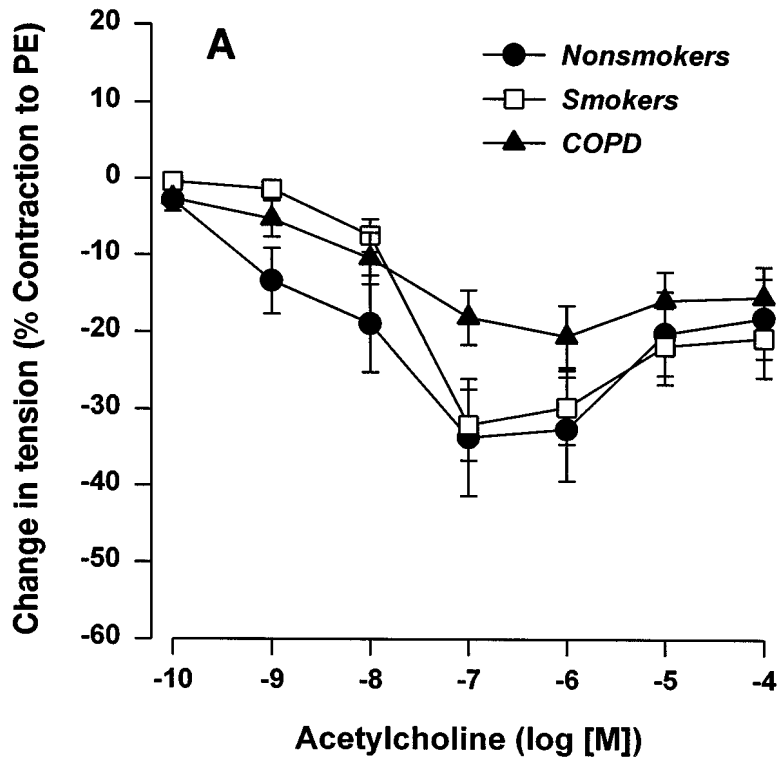 A
Nonsmokers
Smokers
COPD
Change in tension (% Contraction to PE)
20
10
0
-10
-20
-30
-40
-50
-60
-10 -9 -8 -7 -6 -5 -4
Acetylcholine (log [M])